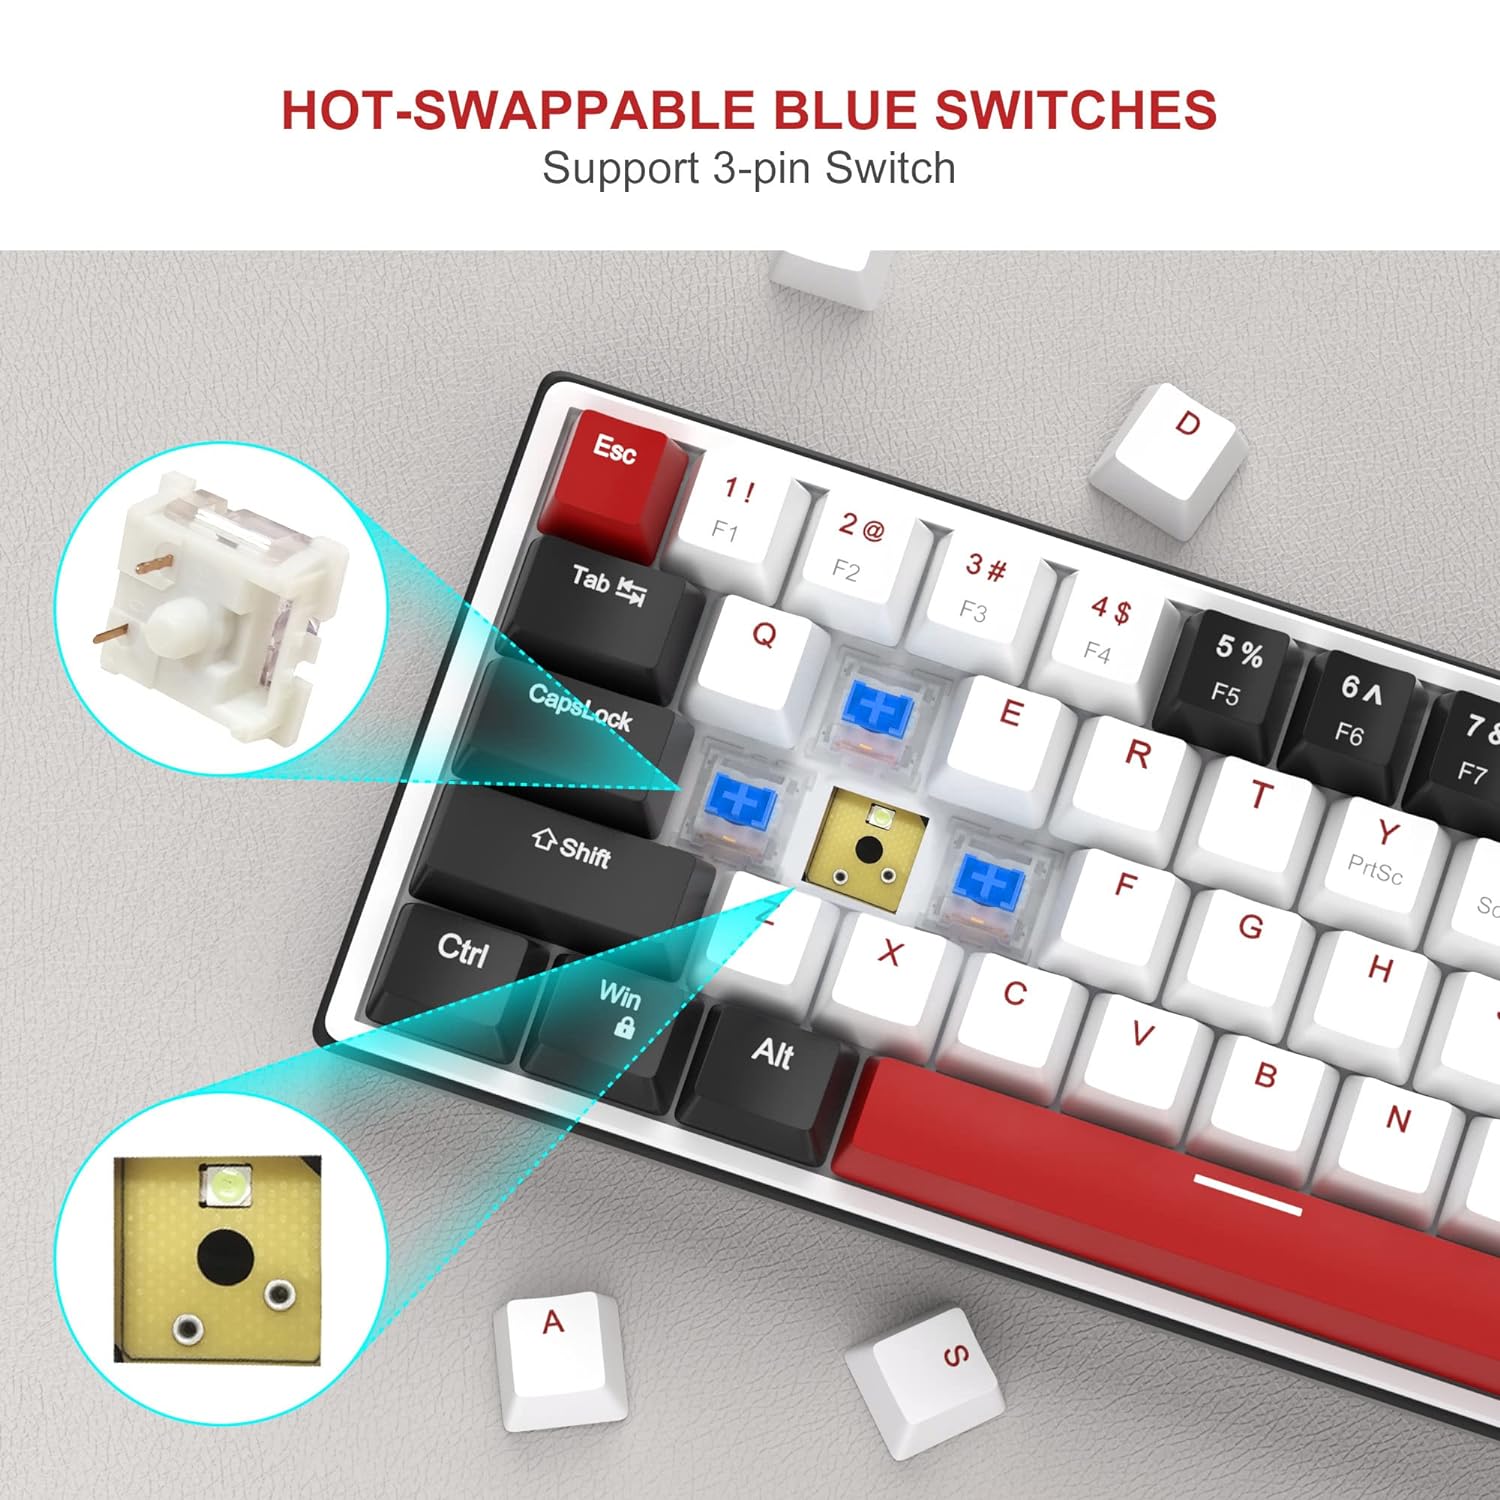 HOT-SWAPPABLE BLUE SWITCHES
Support 3-pin Switch
D
Esc
1 !
F1
2 @
F2
3 #
F3
4 $
F4
5 %
F5
6 ^
F6
7 &
F7
Tab
Q
E
R
T
Y
PrtSc
CapsLock
F
G
H
Shift
X
C
V
B
N
Ctrl
Win
Alt
A
S